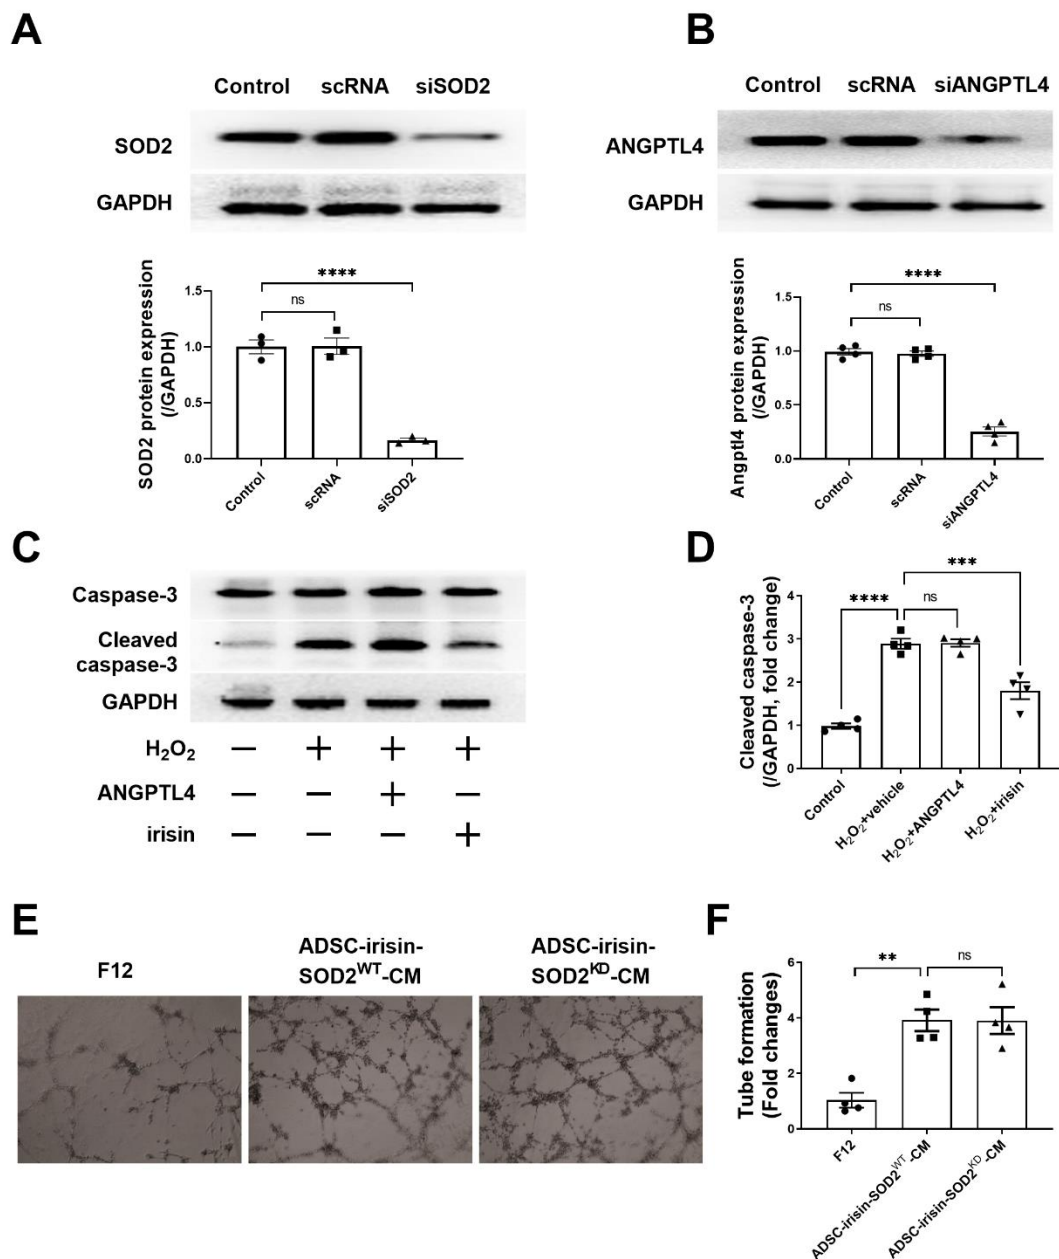 A
Control scRNA siSOD2
SOD2
GAPDH
SOD2 protein expression
(/GAPDH)
****
ns
1.5
1.0
0.5
0.0
Control
scRNA
siSOD2
B
Control scRNA siANGPTL4
ANGPTL4
GAPDH
Angptl4 protein expression
(/GAPDH)
****
ns
1.5
1.0
0.5
0.0
Control
scRNA
siANGPTL4
C
Caspase-3
Cleaved
caspase-3
GAPDH
H₂O₂ — + + +
ANGPTL4 — — + —
irisin — — — +
D
Cleaved caspase-3
(/GAPDH, fold change)
***
****
ns
4
3
2
1
0
Control
H₂O₂+vehicle
H₂O₂+ANGPTL4
H₂O₂+irisin
E
F12
ADSC-irisin-
SOD2ᵂᵀ-CM
ADSC-irisin-
SOD2ᴷᴰ-CM
F
Tube formation
(Fold changes)
**
ns
6
4
2
0
F12
ADSC-irisin-SOD2ᵂᵀ-CM
ADSC-irisin-SOD2ᴷᴰ-CM